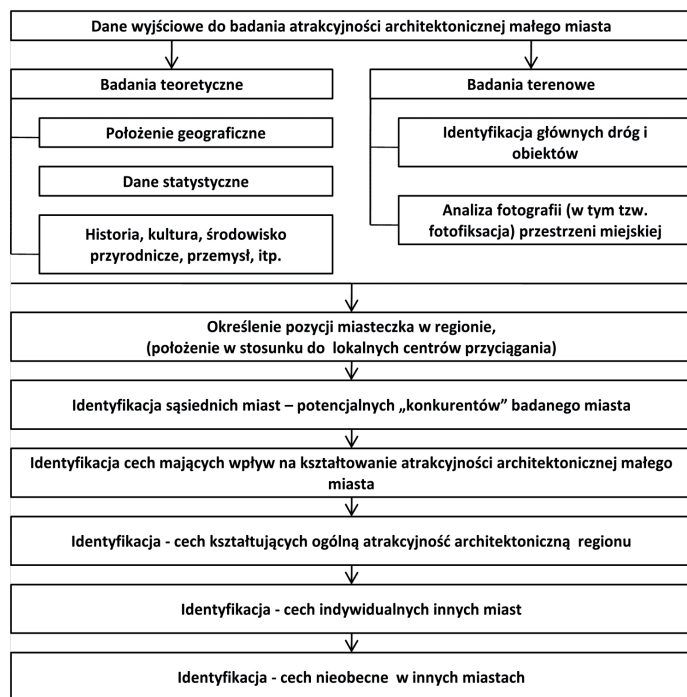 Dane wyjściowe do badania atrakcyjności architektonicznej małego miasta
Badania teoretyczne
Położenie geograficzne
Dane statystyczne
Historia, kultura, środowisko
przyrodnicze, przemysł, itp.
Badania terenowe
Identyfikacja głównych dróg i
obiektów
Analiza fotografii (w tym tzw.
fotofiksacja) przestrzeni miejskiej
Określenie pozycji miasteczka w regionie,
(położenie w stosunku do lokalnych centrów przyciągania)
Identyfikacja sąsiednich miast – potencjalnych „konkurentów” badanego miasta
Identyfikacja cech mających wpływ na kształtowanie atrakcyjności architektonicznej małego
miasta
Identyfikacja - cech kształtujących ogólną atrakcyjność architektoniczną regionu
Identyfikacja - cech indywidualnych innych miast
Identyfikacja - cech nieobecne w innych miastach